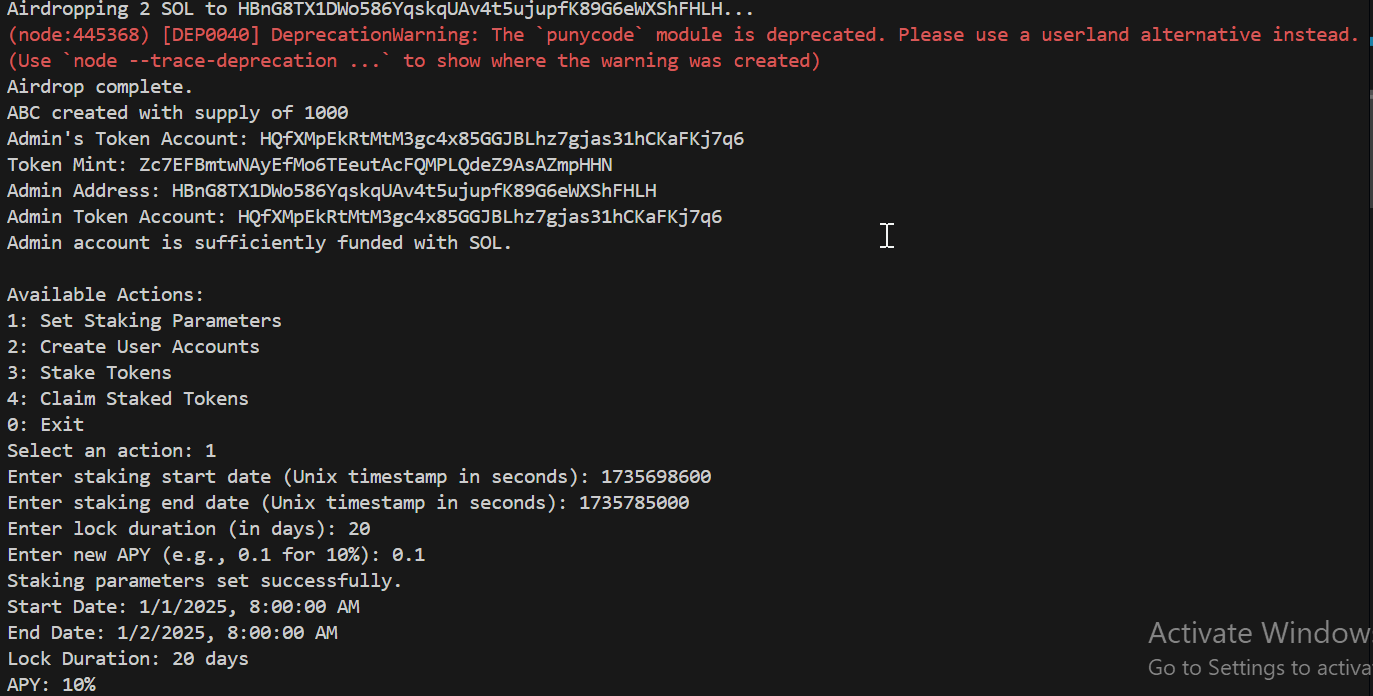 Airdropping 2 SOL to HBnG8TX1DWo586YqskqUAv4t5ujupfK89G6eWXShFHLH...
(node:445368) [DEP0040] DeprecationWarning: The `punycode` module is deprecated. Please use a userland alternative instead.
(Use `node --trace-deprecation ...` to show where the warning was created)
Airdrop complete.
ABC created with supply of 1000
Admin's Token Account: HQfXMpEkRtMtM3gc4x85GGJBLhz7gjas31hCKaFKj7q6
Token Mint: Zc7EFBmtwNAyEfMo6TEeutAcFQMPLQdeZ9AsAZmpHHN
Admin Address: HBnG8TX1DWo586YqskqUAv4t5ujupfK89G6eWXShFHLH
Admin Token Account: HQfXMpEkRtMtM3gc4x85GGJBLhz7gjas31hCKaFKj7q6
Admin account is sufficiently funded with SOL.
Available Actions:
1: Set Staking Parameters
2: Create User Accounts
3: Stake Tokens
4: Claim Staked Tokens
0: Exit
Select an action: 1
Enter staking start date (Unix timestamp in seconds): 1735698600
Enter staking end date (Unix timestamp in seconds): 1735785000
Enter lock duration (in days): 20
Enter new APY (e.g., 0.1 for 10%): 0.1
Staking parameters set successfully.
Start Date: 1/1/2025, 8:00:00 AM
End Date: 1/2/2025, 8:00:00 AM
Lock Duration: 20 days
APY: 10%
Activate Window
Go to Settings to activa